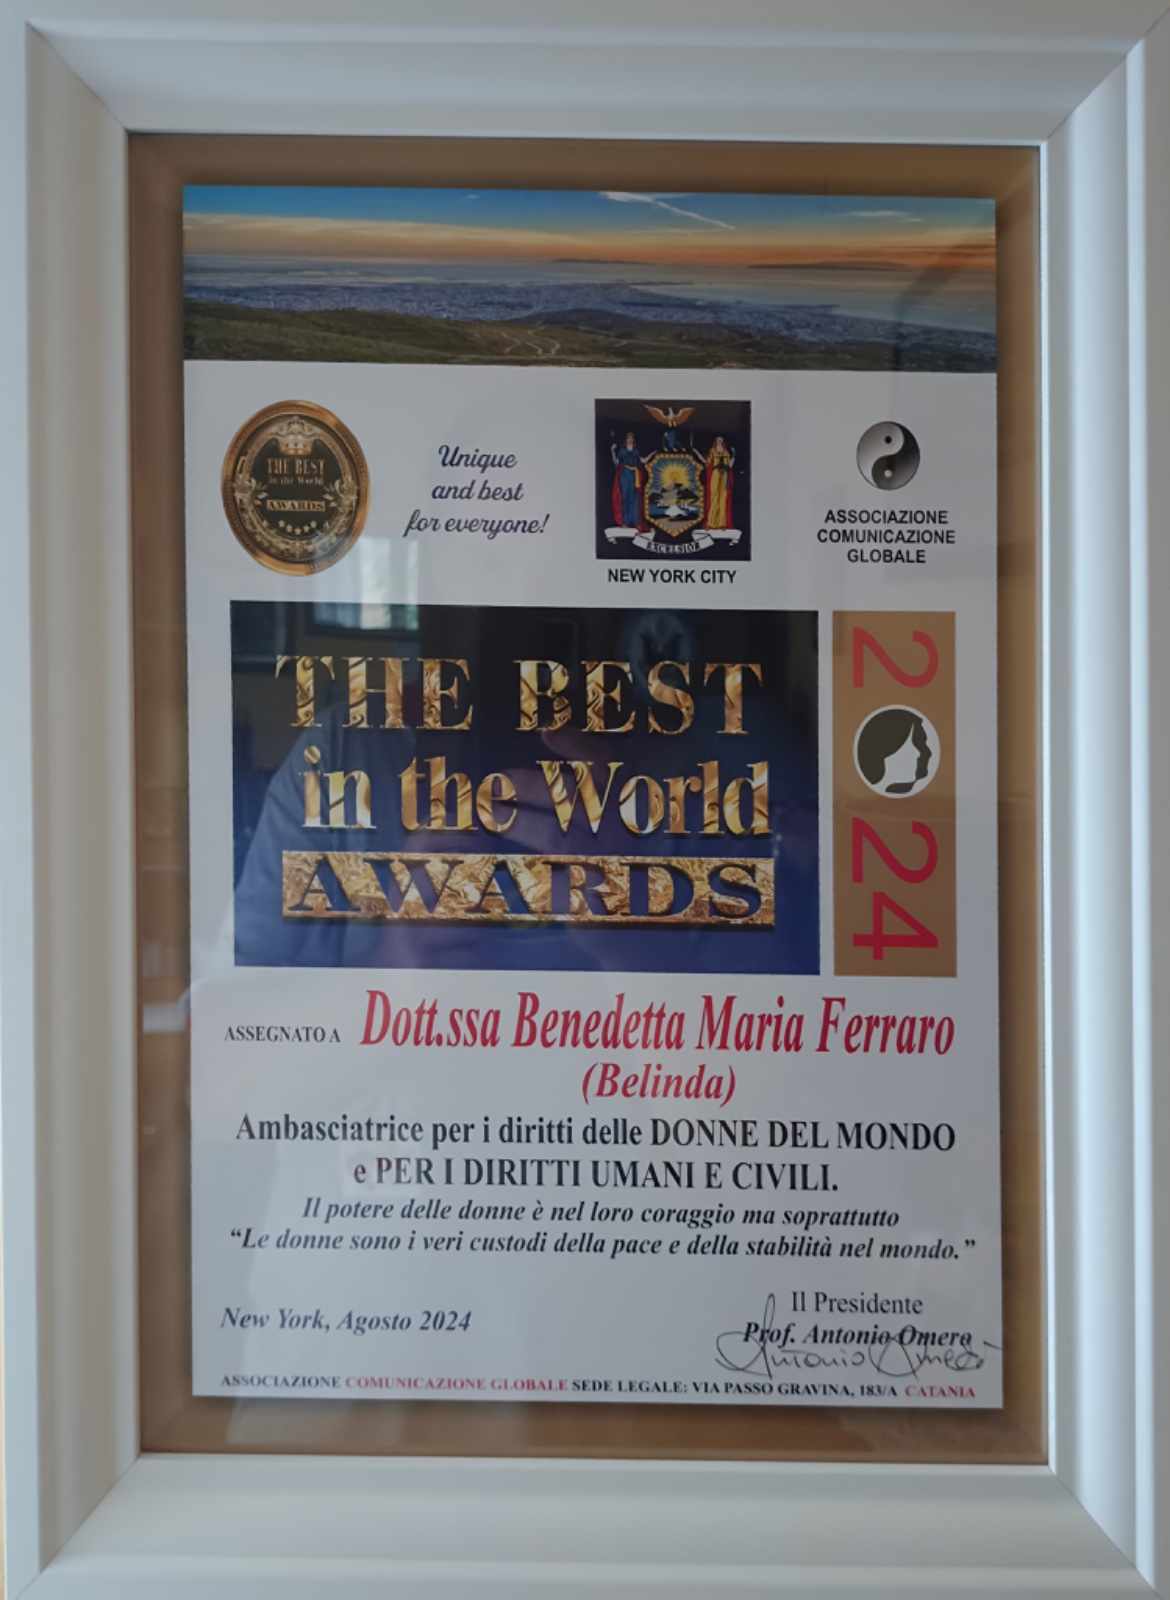 THE BEST
in the World
AWARDS
Unique
and best
for everyone!
EXCELSIOR
NEW YORK CITY
ASSOCIAZIONE
COMUNICAZIONE
GLOBALE
THE BEST
in the World
AWARDS
2024
ASSEGNATO A Dott.ssa Benedetta Maria Ferraro
(Belinda)
Ambasciatrice per i diritti delle DONNE DEL MONDO
e PER I DIRITTI UMANI E CIVILI.
Il potere delle donne è nel loro coraggio ma soprattutto
“Le donne sono i veri custodi della pace e della stabilità nel mondo.”
New York, Agosto 2024
Il Presidente
Prof. Antonio Omero
Antonio Omero
ASSOCIAZIONE COMUNICAZIONE GLOBALE SEDE LEGALE: VIA PASSO GRAVINA, 183/A CATANIA